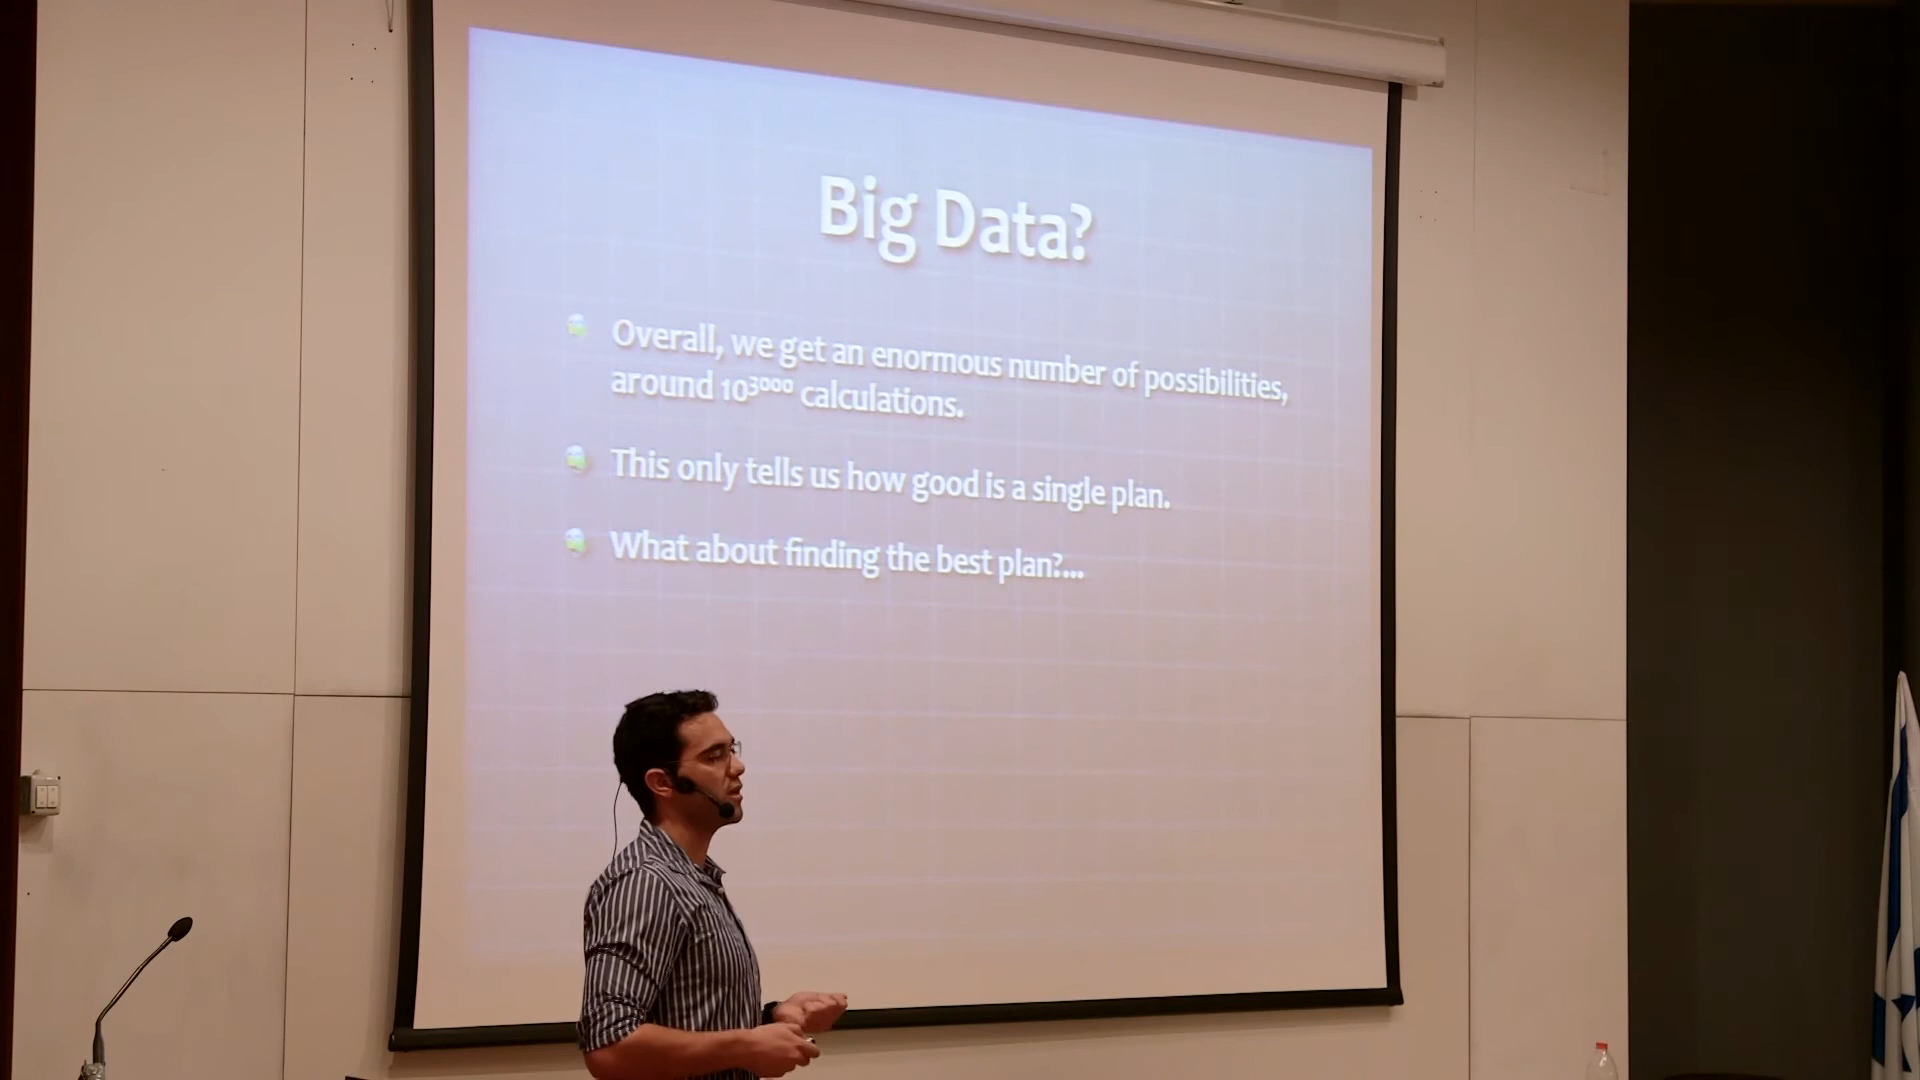 Big Data?
Overall, we get an enormous number of possibilities,
around 10³⁰⁰⁰ calculations.
This only tells us how good is a single plan.
What about finding the best plan?...